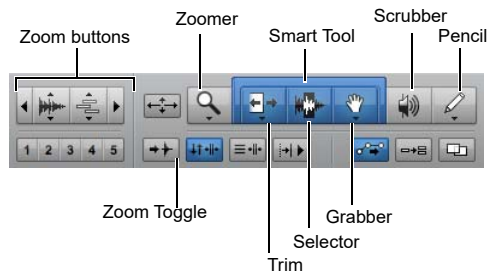 Scrubber
Zoomer
Zoom buttons
Smart Tool
Pencil
1 2 3 4 5
Zoom Toggle
Grabber
Selector
Trim